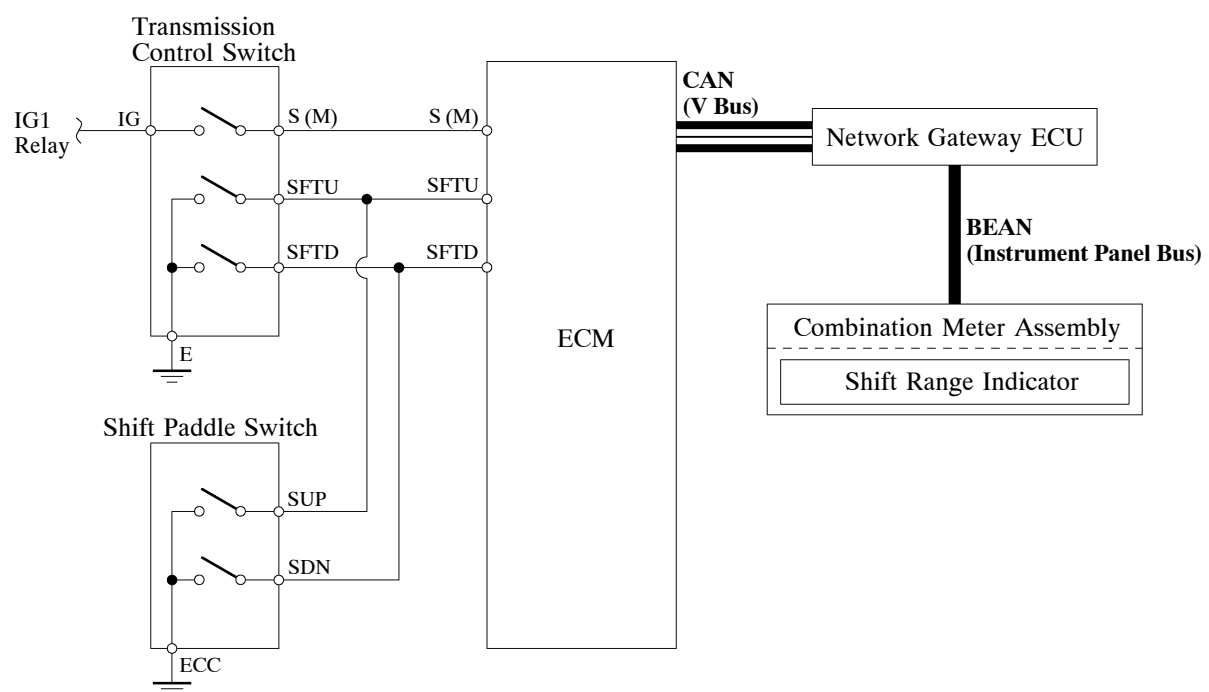 Transmission
Control Switch
IG1
Relay
IG
S (M)
S (M)
SFTU
SFTU
SFTD
SFTD
E
ECM
CAN
(V Bus)
Network Gateway ECU
BEAN
(Instrument Panel Bus)
Combination Meter Assembly
Shift Range Indicator
Shift Paddle Switch
SUP
SDN
ECC